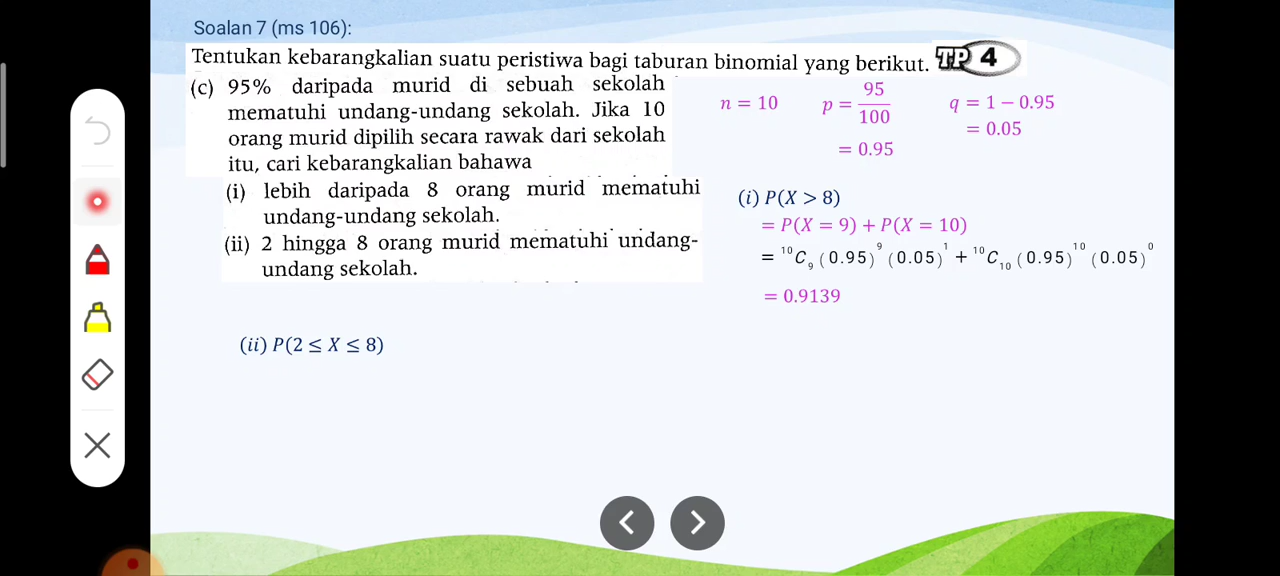 Soalan 7 (ms 106):
Tentukan kebarangkalian suatu peristiwa bagi taburan binomial yang berikut. TP 4
(c) 95% daripada murid di sebuah sekolah
mematuhi undang-undang sekolah. Jika 10
orang murid dipilih secara rawak dari sekolah
itu, cari kebarangkalian bahawa
(i) lebih daripada 8 orang murid mematuhi
undang-undang sekolah.
(ii) 2 hingga 8 orang murid mematuhi undang-
undang sekolah.
n = 10
p = 95/100
= 0.95
q = 1 − 0.95
= 0.05
(i) P(X > 8)
= P(X = 9) + P(X = 10)
= ¹⁰C₉ (0.95)⁹ (0.05)¹ + ¹⁰C₁₀ (0.95)¹⁰ (0.05)⁰
= 0.9139
(ii) P(2 ≤ X ≤ 8)